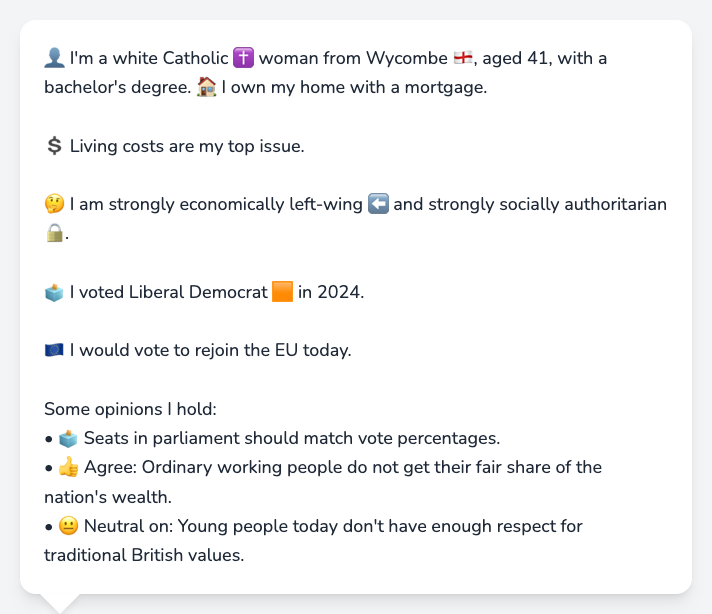 👤 I'm a white Catholic ✝️ woman from Wycombe 🏴󠁧󠁢󠁥󠁮󠁧󠁿, aged 41, with a
bachelor's degree. 🏠 I own my home with a mortgage.
💲 Living costs are my top issue.
🤔 I am strongly economically left-wing ⬅️ and strongly socially authoritarian
🔒.
🗳️ I voted Liberal Democrat 🟧 in 2024.
🇪🇺 I would vote to rejoin the EU today.
Some opinions I hold:
• 🗳️ Seats in parliament should match vote percentages.
• 👍 Agree: Ordinary working people do not get their fair share of the
nation's wealth.
• 😐 Neutral on: Young people today don't have enough respect for
traditional British values.